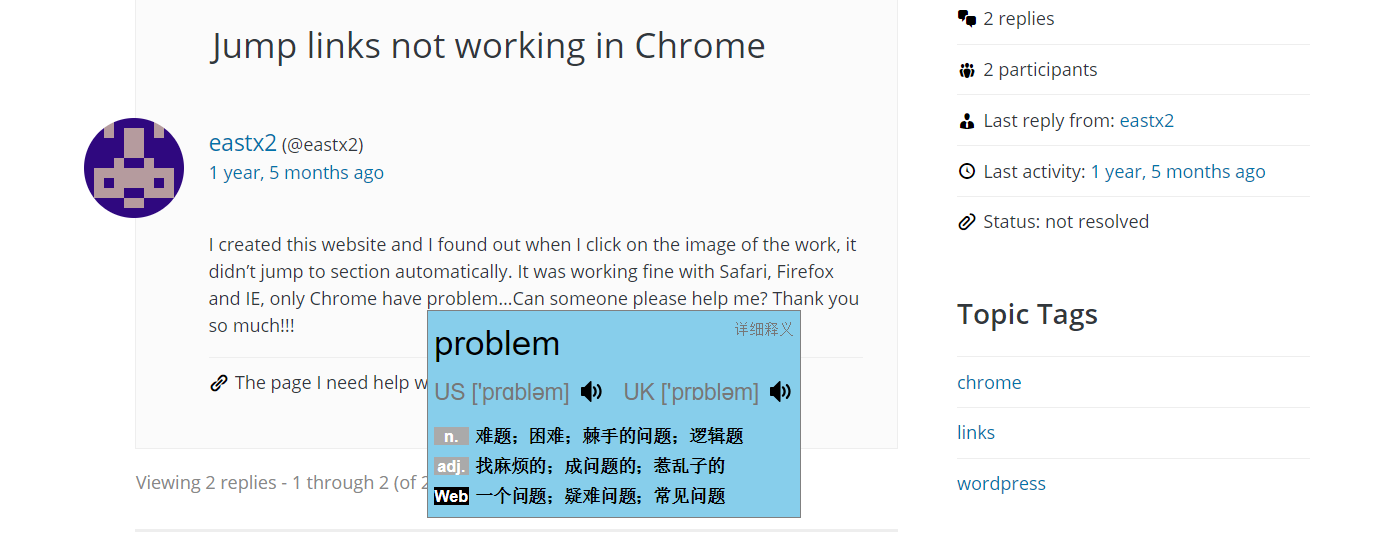 Jump links not working in Chrome
eastx2 (@eastx2)
1 year, 5 months ago
I created this website and I found out when I click on the image of the work, it
didn’t jump to section automatically. It was working fine with Safari, Firefox
and IE, only Chrome have problem…Can someone please help me? Thank you
so much!!!
The page I need help w
Viewing 2 replies - 1 through 2 (of 2
problem
详细释义
US ['prɑbləm] UK ['prɒbləm]
n. 难题；困难；棘手的问题；逻辑题
adj. 找麻烦的；成问题的；惹乱子的
Web 一个问题；疑难问题；常见问题
2 replies
2 participants
Last reply from: eastx2
Last activity: 1 year, 5 months ago
Status: not resolved
Topic Tags
chrome
links
wordpress